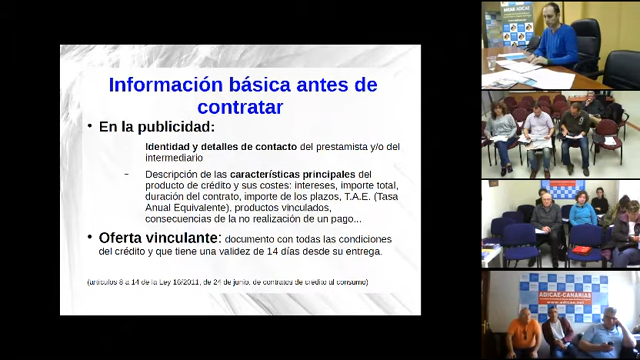 Información básica antes de
contratar
• En la publicidad:
Identidad y detalles de contacto del prestamista y/o del
intermediario
– Descripción de las características principales del
producto de crédito y sus costes: intereses, importe total,
duración del contrato, importe de los plazos, T.A.E. (Tasa
Anual Equivalente), productos vinculados,
consecuencias de la no realización de un pago...
• Oferta vinculante: documento con todas las condiciones
del crédito y que tiene una validez de 14 días desde su entrega.
(artículos 8 a 14 de la Ley 16/2011, de 24 de junio, de contratos de crédito al consumo)
ADICAE-CANARIAS
www.adicae.net